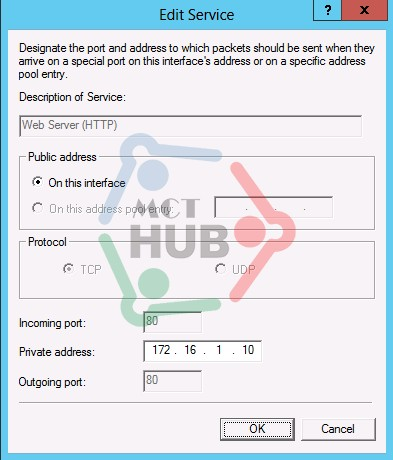 Edit Service
?
x
Designate the port and address to which packets should be sent when they
arrive on a special port on this interface's address or on a specific address
pool entry.
Description of Service:
Web Server (HTTP)
Public address
On this interface
On this address pool entry:
. . .
MCT
HUB
Protocol
TCP UDP
Incoming port: 80
Private address: 172 . 16 . 1 . 10
Outgoing port: 80
OK Cancel